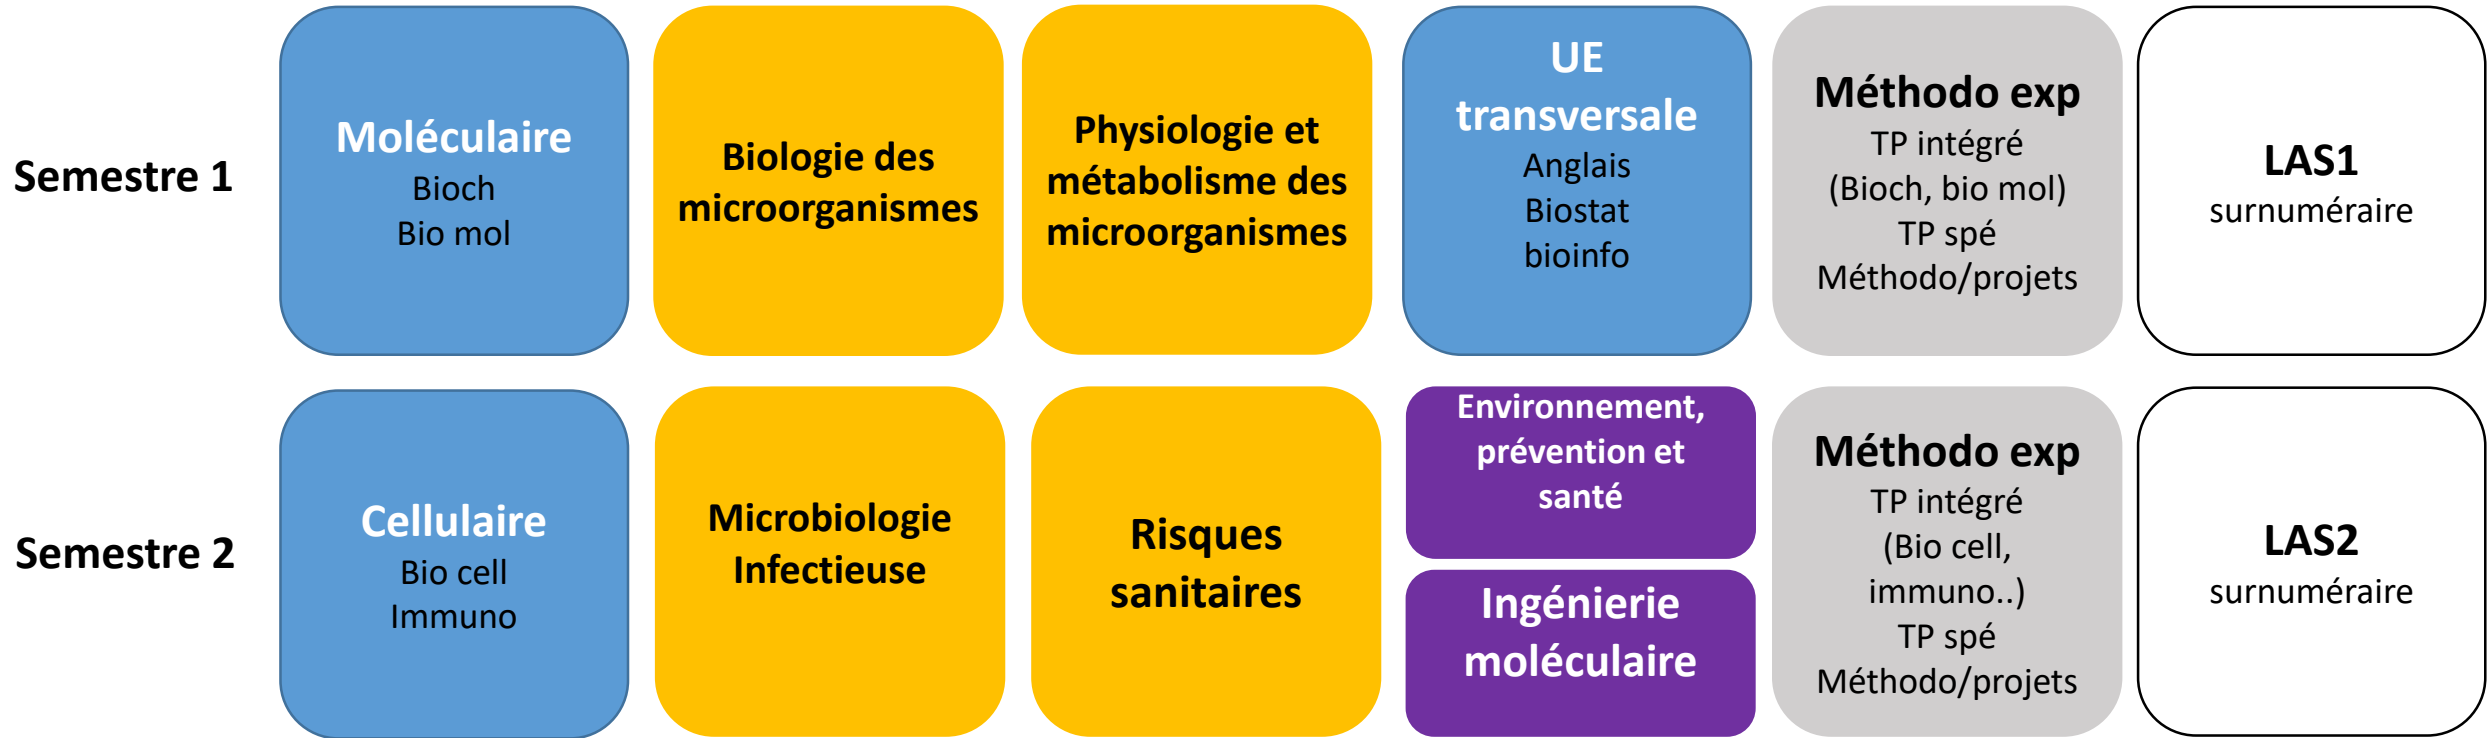 Semestre 1
Moléculaire
Bioch
Bio mol
Biologie des
microorganismes
Physiologie et
métabolisme des
microorganismes
UE
transversale
Anglais
Biostat
bioinfo
Méthodo exp
TP intégré
(Bioch, bio mol)
TP spé
Méthodo/projets
LAS1
surnuméraire
Semestre 2
Cellulaire
Bio cell
Immuno
Microbiologie
Infectieuse
Risques
sanitaires
Environnement,
prévention et
santé
Ingénierie
moléculaire
Méthodo exp
TP intégré
(Bio cell,
immuno..)
TP spé
Méthodo/projets
LAS2
surnuméraire